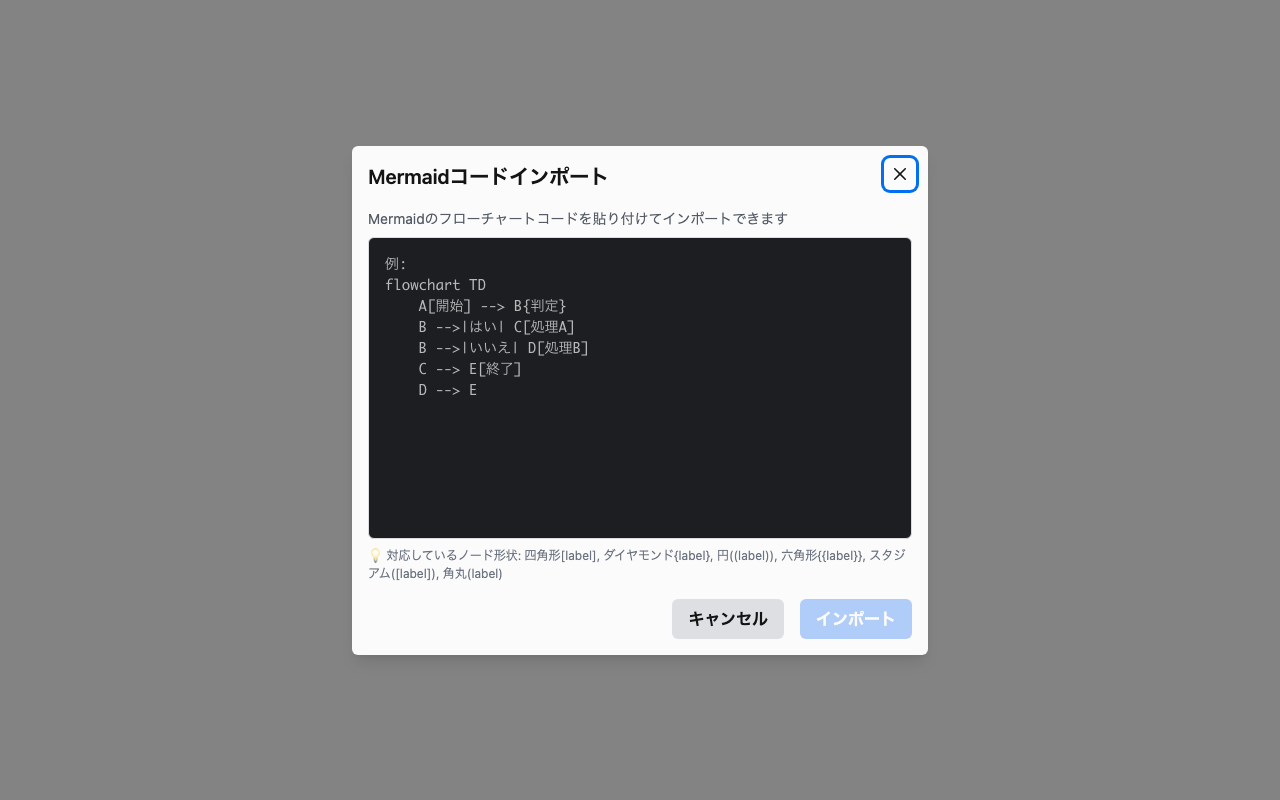 Mermaidコードインポート
Mermaidのフローチャートコードを貼り付けてインポートできます
例:
flowchart TD
    A[開始] --> B{判定}
    B -->|はい| C[処理A]
    B -->|いいえ| D[処理B]
    C --> E[終了]
    D --> E
💡 対応しているノード形状: 四角形[label], ダイヤモンド{label}, 円((label)), 六角形{{label}}, スタジ
アム([label]), 角丸(label)
キャンセル
インポート